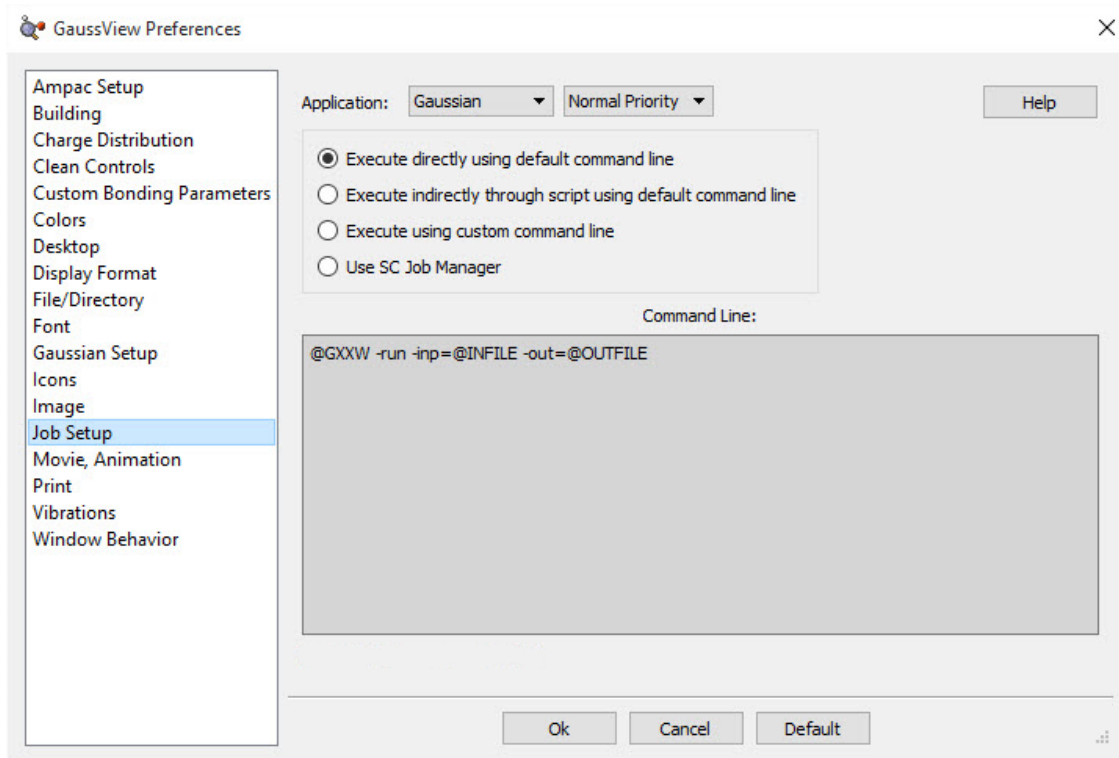 GaussView Preferences
Ampac Setup
Building
Charge Distribution
Clean Controls
Custom Bonding Parameters
Colors
Desktop
Display Format
File/Directory
Font
Gaussian Setup
Icons
Image
Job Setup
Movie, Animation
Print
Vibrations
Window Behavior
Application: Gaussian Normal Priority Help
Execute directly using default command line
Execute indirectly through script using default command line
Execute using custom command line
Use SC Job Manager
Command Line:
@GXXW -run -inp=@INFILE -out=@OUTFILE
Ok Cancel Default